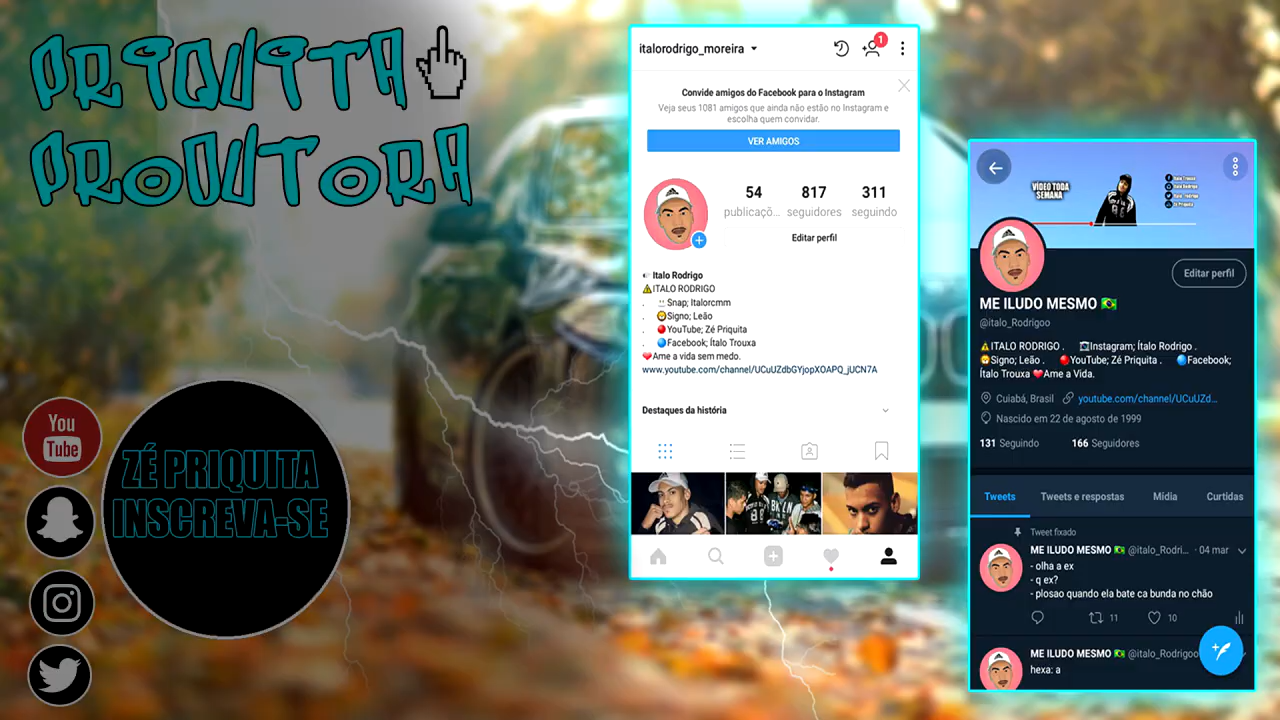 PRIQUITA
PRODUTORA
You
Tube
ZÉ PRIQUITA
INSCREVA-SE
italorodrigo_moreira
1
Convide amigos do Facebook para o Instagram
Veja seus 1081 amigos que ainda não estão no Instagram e
escolha quem convidar.
VER AMIGOS
54 817 311
publicaçõ... seguidores seguindo
Editar perfil
Italo Rodrigo
⚠ITALO RODRIGO
. Snap; Italorcmm
. 🦁Signo; Leão
. 🔴YouTube; Zé Priquita
. 🔵Facebook; Ítalo Trouxa
❤Ame a vida sem medo.
www.youtube.com/channel/UCuUZdbGYjopXOAPQ_jUCN7A
Destaques da história
VÍDEO TODA
SEMANA
Editar perfil
ME ILUDO MESMO 🇧🇷
@italo_Rodrigoo
⚠ITALO RODRIGO . 📷Instagram; Ítalo Rodrigo .
🦁Signo; Leão . 🔴YouTube; Zé Priquita . 🔵Facebook;
Ítalo Trouxa ❤Ame a Vida.
Cuiabá, Brasil youtube.com/channel/UCuUZd...
Nascido em 22 de agosto de 1999
131 Seguindo 166 Seguidores
Tweets Tweets e respostas Mídia Curtidas
Tweet fixado
ME ILUDO MESMO 🇧🇷 @italo_Rodri... · 04 mar
- olha a ex
- q ex?
- plosao quando ela bate ca bunda no chão
11 10
ME ILUDO MESMO 🇧🇷 @italo_Rodrigoo
hexa: a